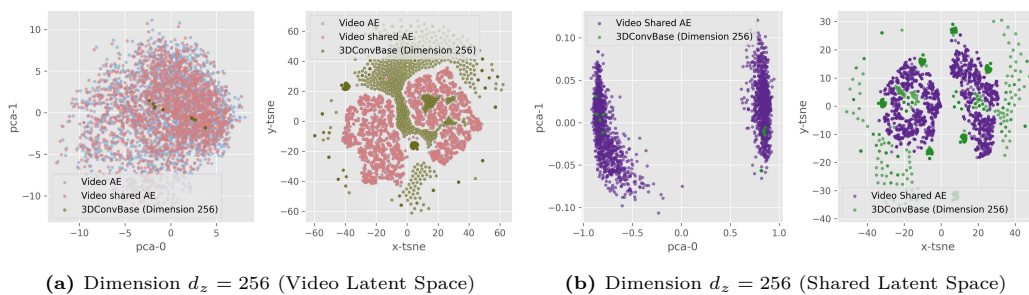 10
5
0
−5
−10
pca-1
−5
0
5
pca-0
Video AE
Video shared AE
3DConvBase (Dimension 256)
60
40
20
0
−20
−40
−60
y-tsne
−60
−40
−20
0
20
40
60
x-tsne
Video AE
Video shared AE
3DConvBase (Dimension 256)
0.10
0.05
0.00
−0.05
−0.10
pca-1
−1.0
−0.5
0.0
0.5
1.0
pca-0
Video Shared AE
3DConvBase (Dimension 256)
30
20
10
0
−10
−20
−30
−40
y-tsne
−40
−20
0
20
40
x-tsne
Video Shared AE
3DConvBase (Dimension 256)
(a) Dimension d_z = 256 (Video Latent Space)
(b) Dimension d_z = 256 (Shared Latent Space)